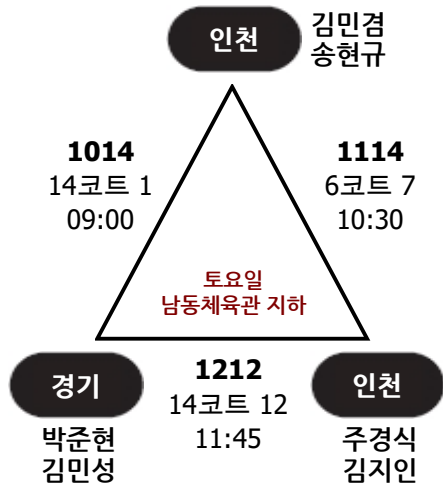 인천
김민겸
송현규
1014
14코트 1
09:00
1114
6코트 7
10:30
토요일
남동체육관 지하
경기
박준현
김민성
1212
14코트 12
11:45
인천
주경식
김지인